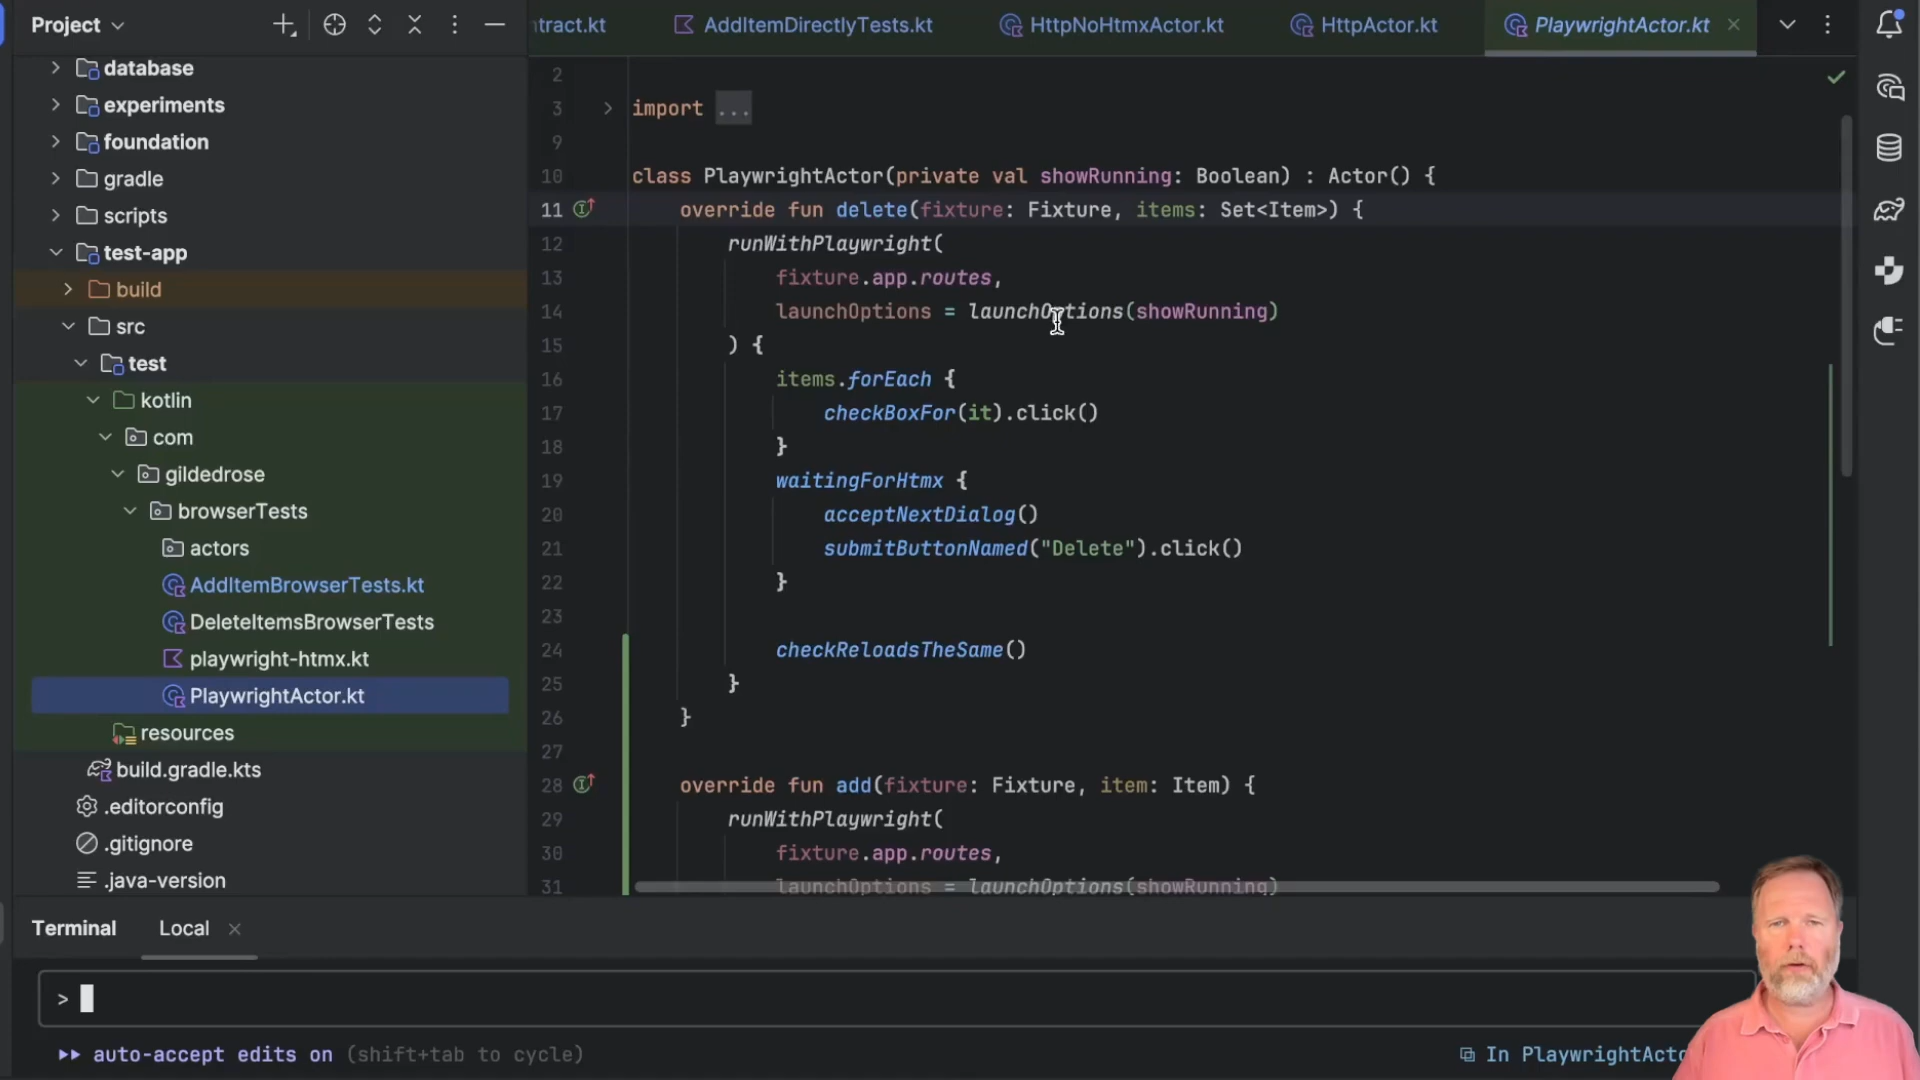 Project
database
experiments
foundation
gradle
scripts
test-app
build
src
test
kotlin
com
gildedrose
browserTests
actors
AddItemBrowserTests.kt
DeleteItemsBrowserTests
playwright-htmx.kt
PlaywrightActor.kt
resources
build.gradle.kts
.editorconfig
.gitignore
.java-version
ntract.kt AddItemDirectlyTests.kt HttpNoHtmxActor.kt HttpActor.kt PlaywrightActor.kt
2
3 import ...
9
10 class PlaywrightActor(private val showRunning: Boolean) : Actor() {
11 override fun delete(fixture: Fixture, items: Set<Item>) {
12 runWithPlaywright(
13 fixture.app.routes,
14 launchOptions = launchOptions(showRunning)
15 ) {
16 items.forEach {
17 checkBoxFor(it).click()
18 }
19 waitingForHtmx {
20 acceptNextDialog()
21 submitButtonNamed("Delete").click()
22 }
23
24 checkReloadsTheSame()
25 }
26 }
27
28 override fun add(fixture: Fixture, item: Item) {
29 runWithPlaywright(
30 fixture.app.routes,
31 launchOptions = launchOptions(showRunning)
Terminal Local
>
auto-accept edits on (shift+tab to cycle)
In PlaywrightActo